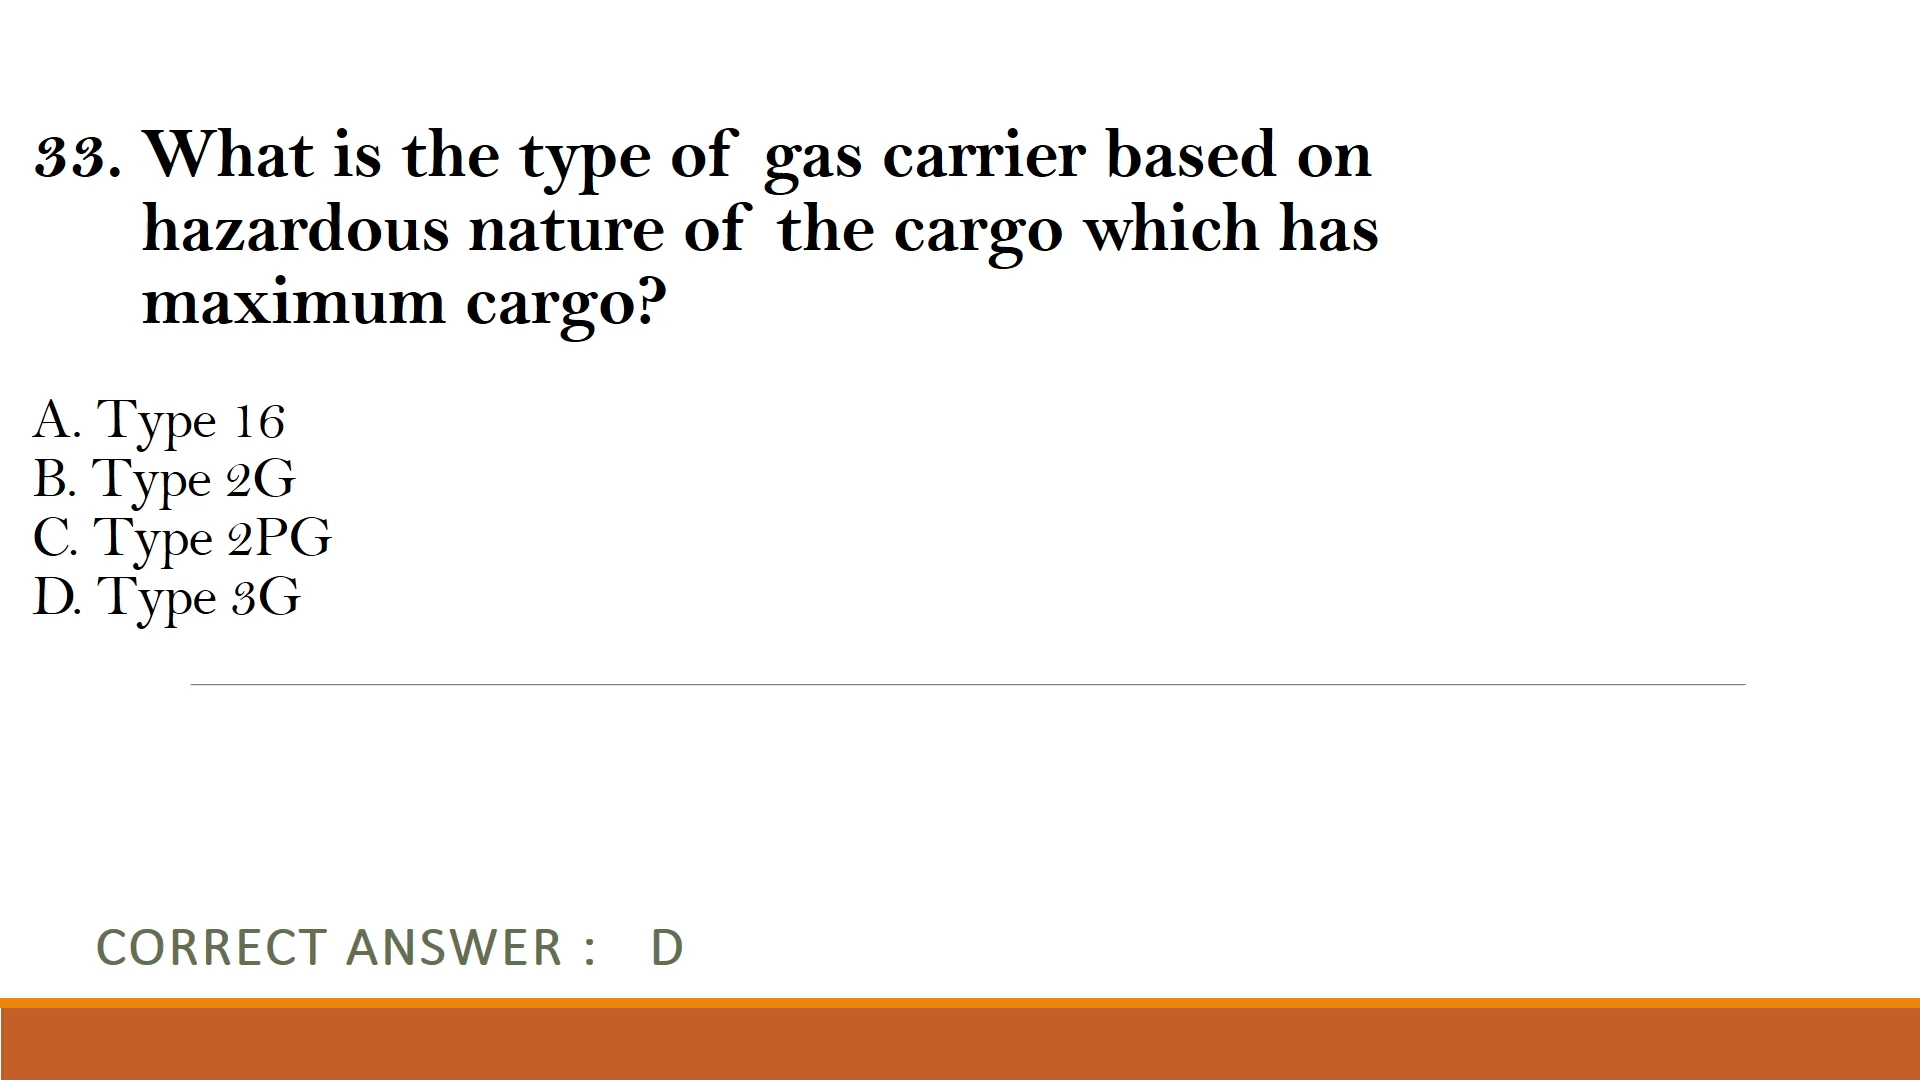 33. What is the type of gas carrier based on
hazardous nature of the cargo which has
maximum cargo?
A. Type 16
B. Type 2G
C. Type 2PG
D. Type 3G
CORRECT ANSWER : D